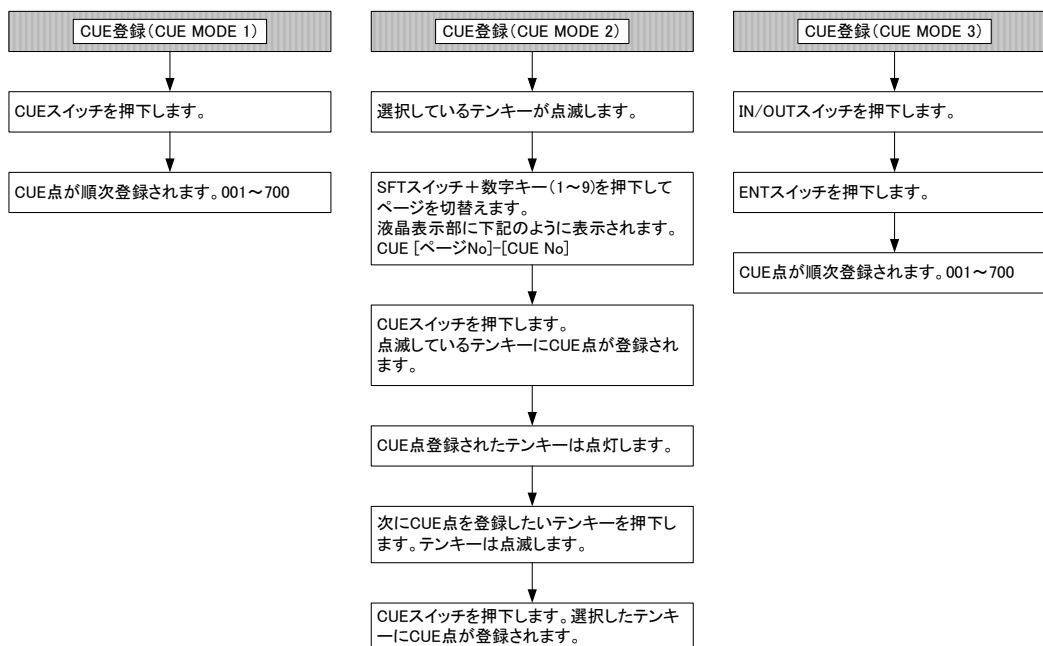 CUE登録(CUE MODE 1)
CUEスイッチを押下します。
CUE点が順次登録されます。001～700
CUE登録(CUE MODE 2)
選択しているテンキーが点滅します。
SFTスイッチ＋数字キー(1～9)を押下して
ページを切替えます。
液晶表示部に下記のように表示されます。
CUE [ページNo]-[CUE No]
CUEスイッチを押下します。
点滅しているテンキーにCUE点が登録され
ます。
CUE点登録されたテンキーは点灯します。
次にCUE点を登録したいテンキーを押下し
ます。テンキーは点滅します。
CUEスイッチを押下します。選択したテンキ
ーにCUE点が登録されます。
CUE登録(CUE MODE 3)
IN/OUTスイッチを押下します。
ENTスイッチを押下します。
CUE点が順次登録されます。001～700